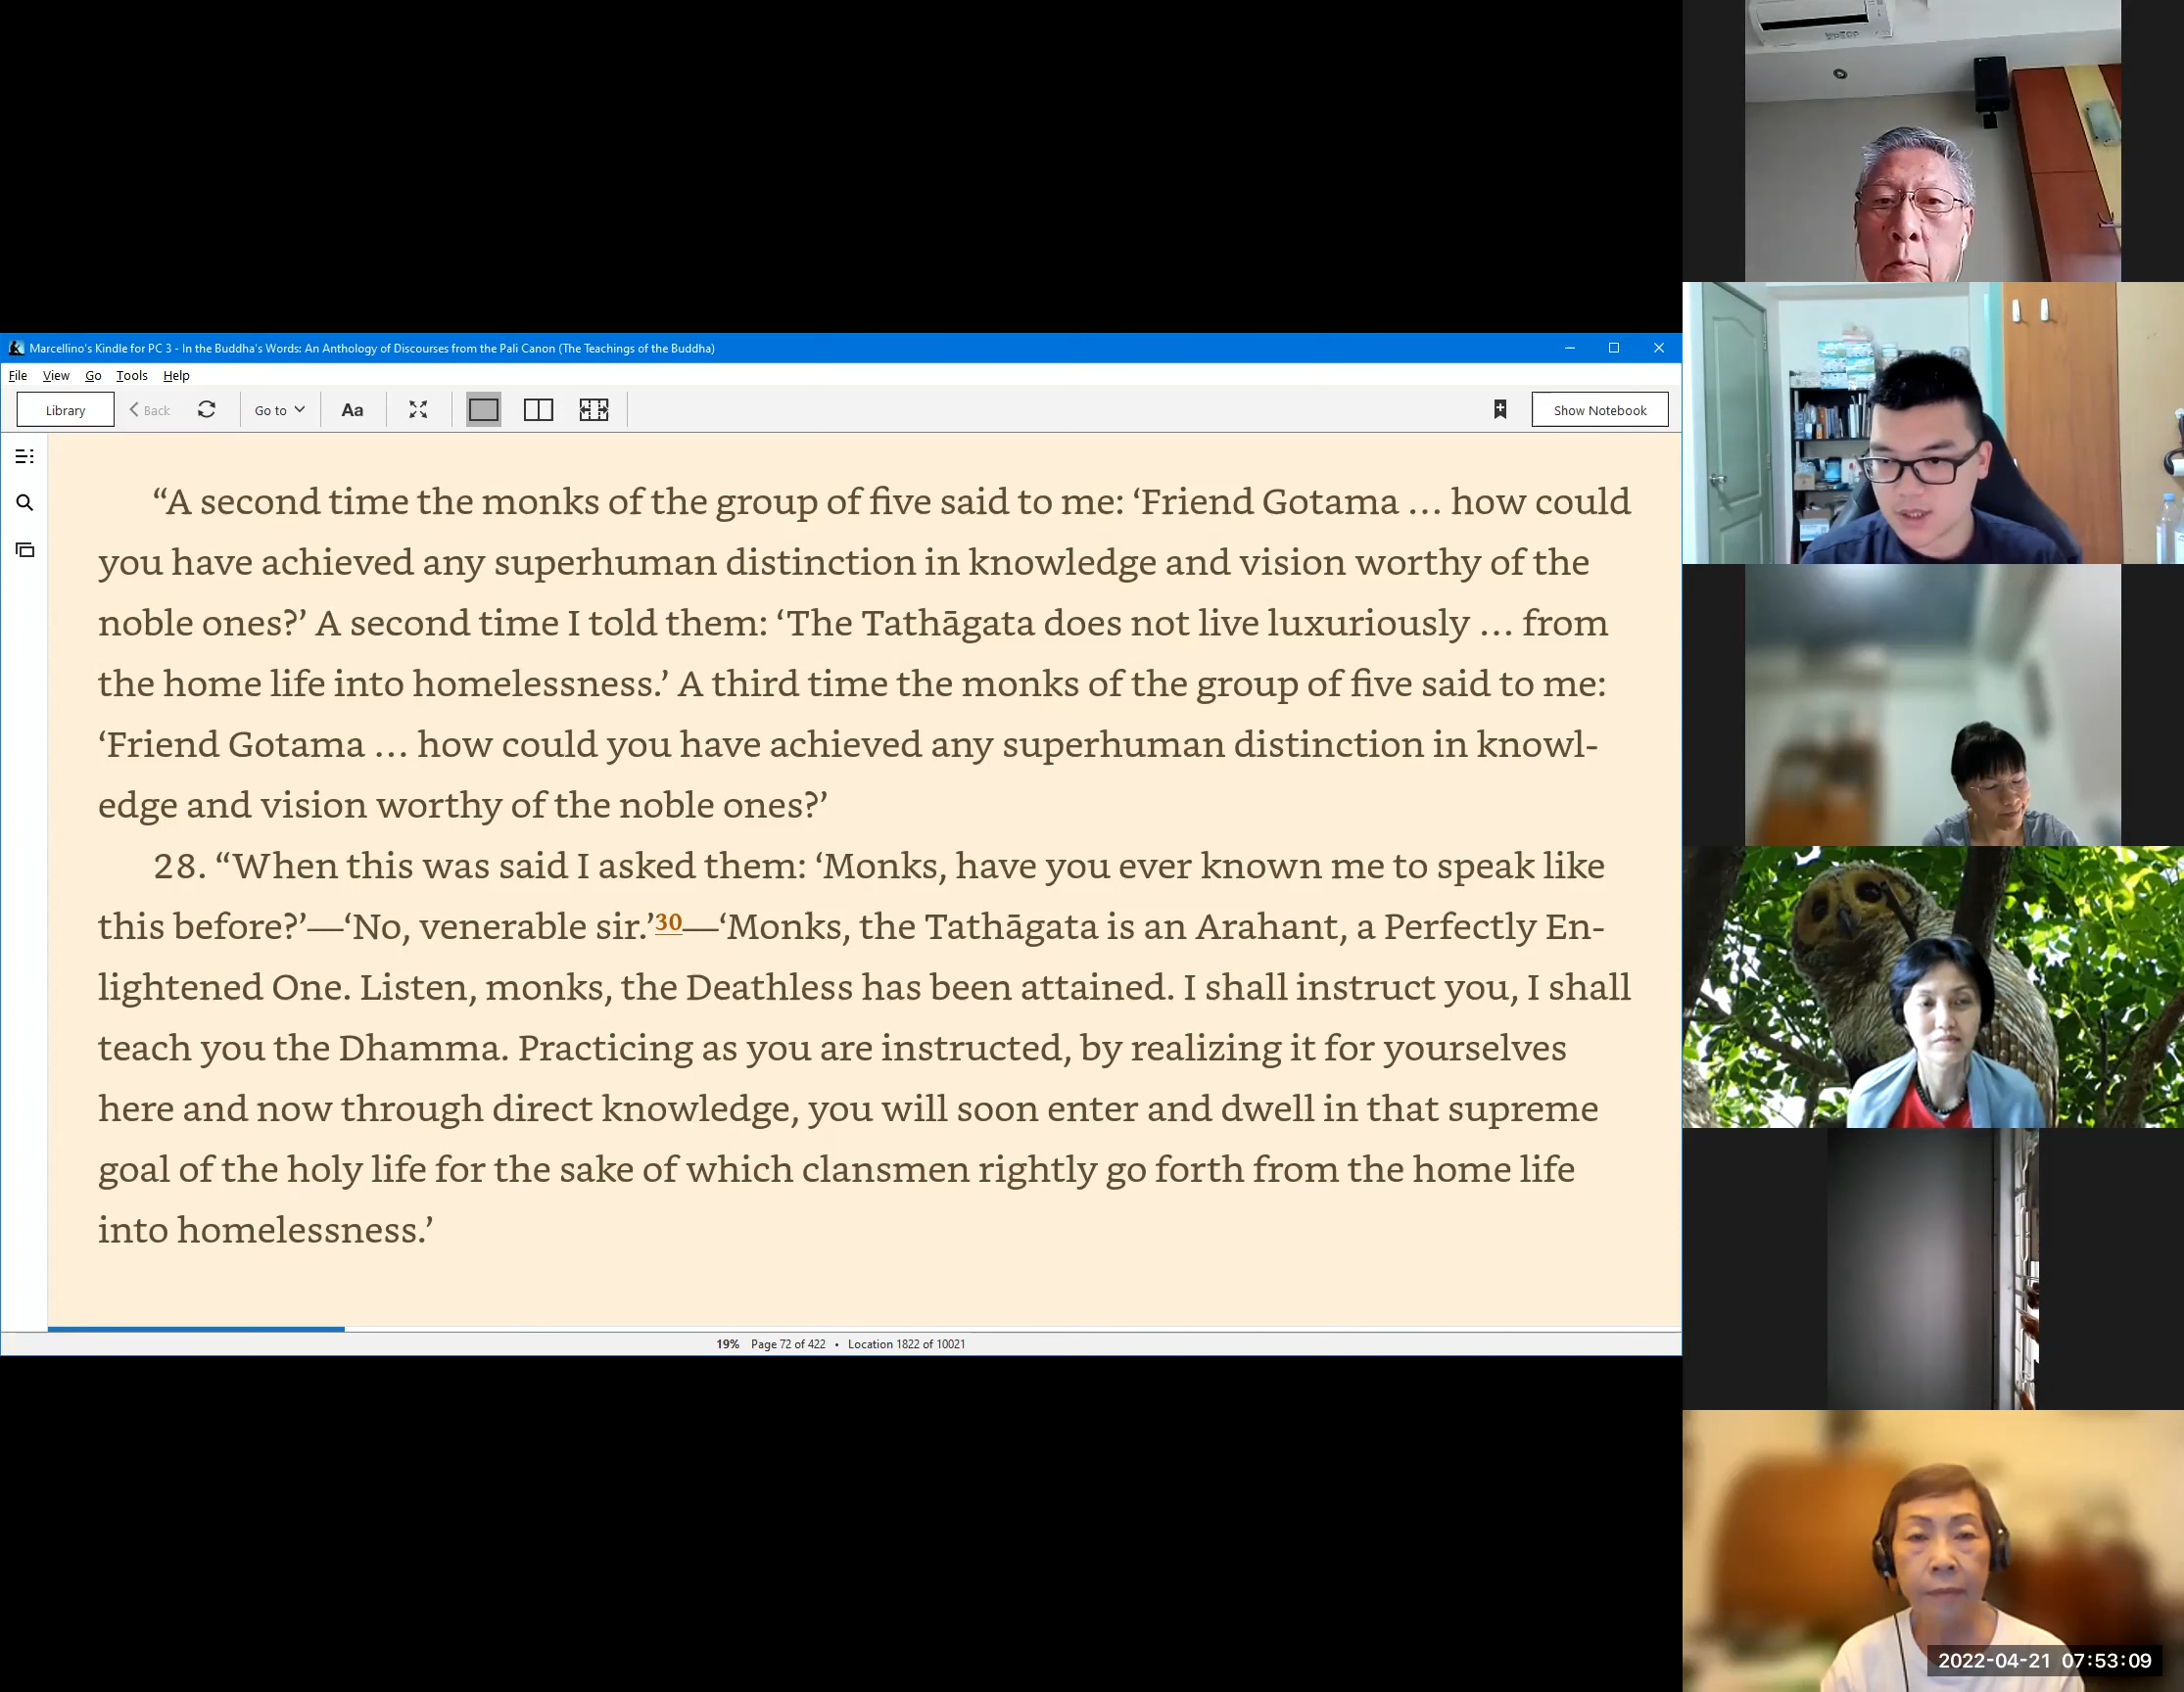 Marcellino's Kindle for PC 3 - In the Buddha's Words: An Anthology of Discourses from the Pali Canon (The Teachings of the Buddha)
File View Go Tools Help
Library Back Go to Aa Show Notebook
“A second time the monks of the group of five said to me: ‘Friend Gotama … how could
you have achieved any superhuman distinction in knowledge and vision worthy of the
noble ones?’ A second time I told them: ‘The Tathāgata does not live luxuriously … from
the home life into homelessness.’ A third time the monks of the group of five said to me:
‘Friend Gotama … how could you have achieved any superhuman distinction in knowl-
edge and vision worthy of the noble ones?’
28. “When this was said I asked them: ‘Monks, have you ever known me to speak like
this before?’—‘No, venerable sir.’30—‘Monks, the Tathāgata is an Arahant, a Perfectly En-
lightened One. Listen, monks, the Deathless has been attained. I shall instruct you, I shall
teach you the Dhamma. Practicing as you are instructed, by realizing it for yourselves
here and now through direct knowledge, you will soon enter and dwell in that supreme
goal of the holy life for the sake of which clansmen rightly go forth from the home life
into homelessness.’
19% Page 72 of 422 • Location 1822 of 10021
2022-04-21 07:53:09